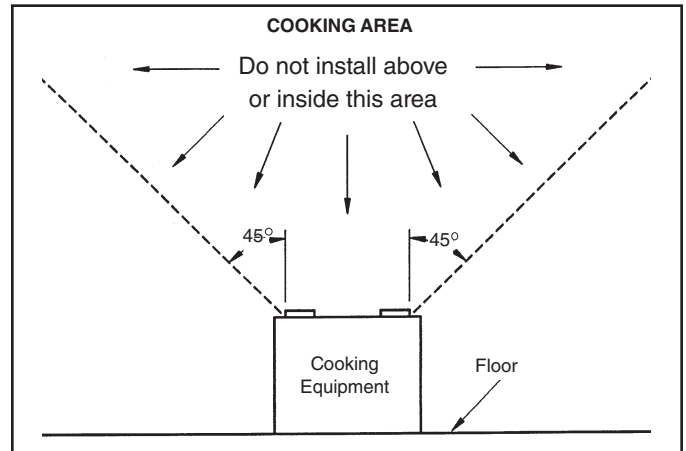 COOKING AREA
Do not install above
or inside this area
45°
45°
Cooking
Equipment
Floor